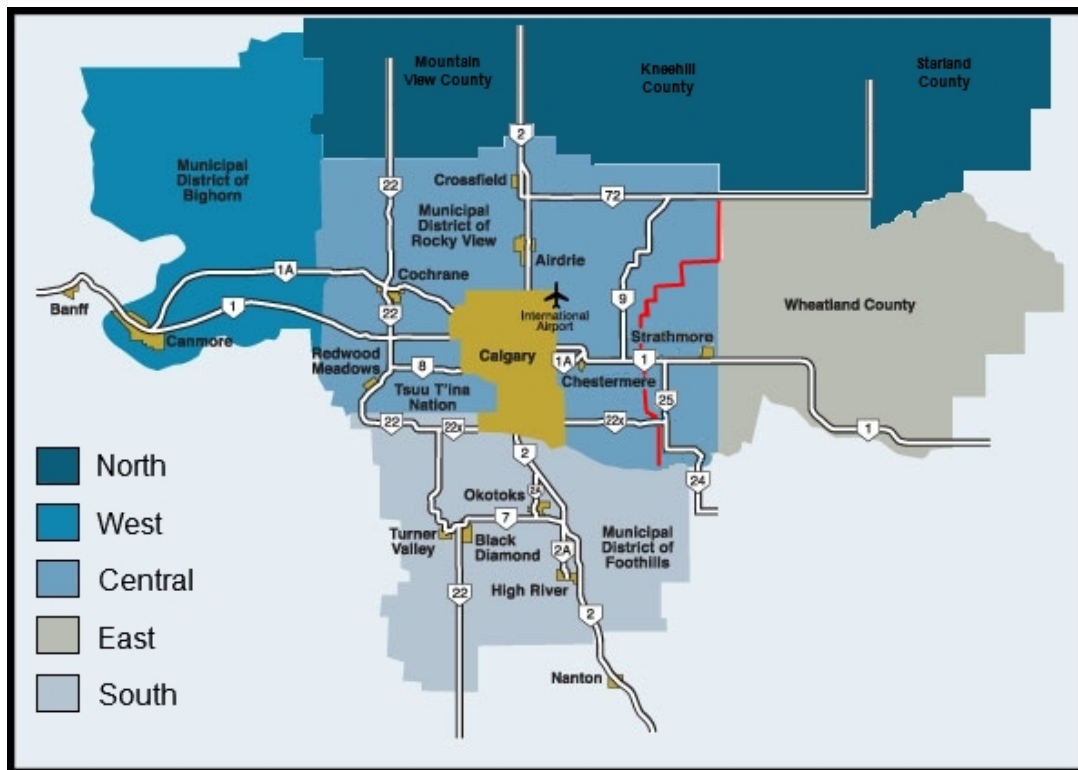 Mountain
View County
Kneehill
County
Starland
County
2
Municipal
District of
Bighorn
22
Crossfield
72
Municipal
District of
Rocky View
Airdrie
1A
Cochrane
Banff
1
22
International
Airport
9
Wheatland County
Canmore
Redwood
Meadows
8
Calgary
1A
Chestermere
1
Strathmore
Tsuu T'ina
Nation
25
22
22x
22x
1
2
24
North
West
Central
East
South
2A
Okotoks
7
Turner
Valley
Black
Diamond
2A
Municipal
District of
Foothills
22
High River
2
Nanton